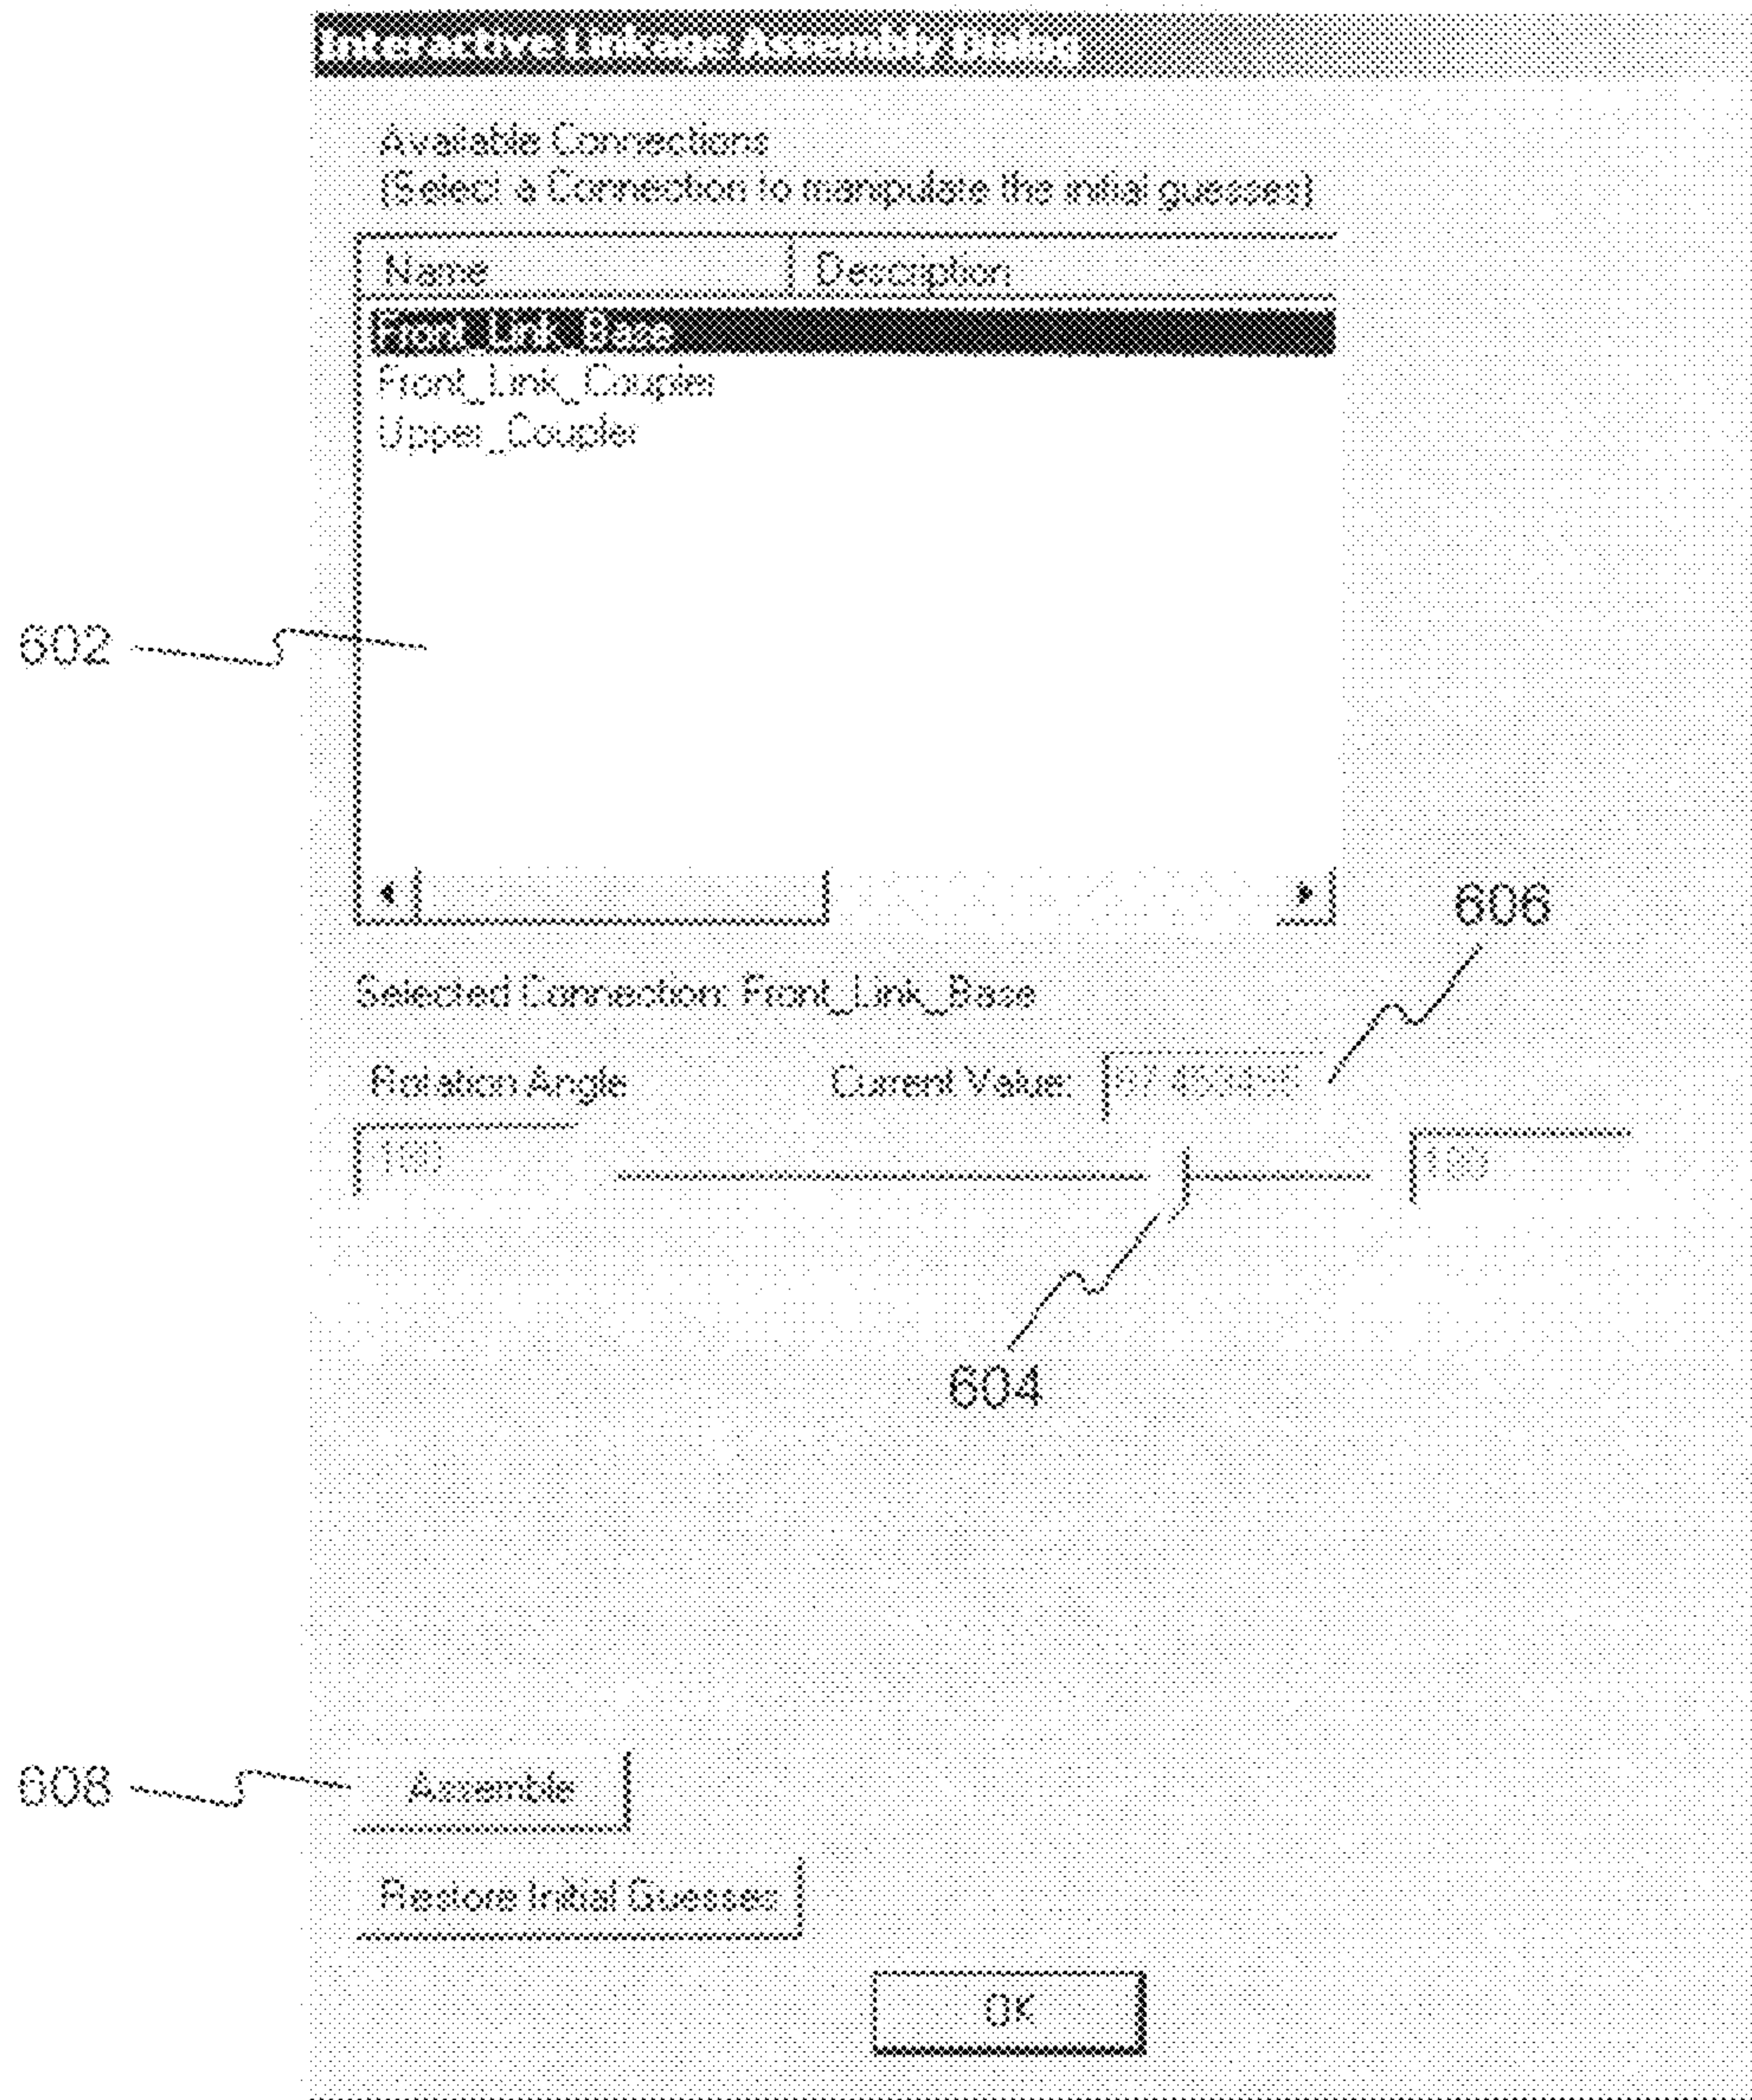 Interactive Linkage Assembly Dialog
Available Connections
(Select a Connection to manipulate the initial guesses)
Name Description
Front_Link_Base
Front_Link_Coupler
Upper_Coupler
602
606
Selected Connection: Front_Link_Base
Rotation Angle Current Value:
180
604
608
Assemble
Restore Initial Guesses
OK